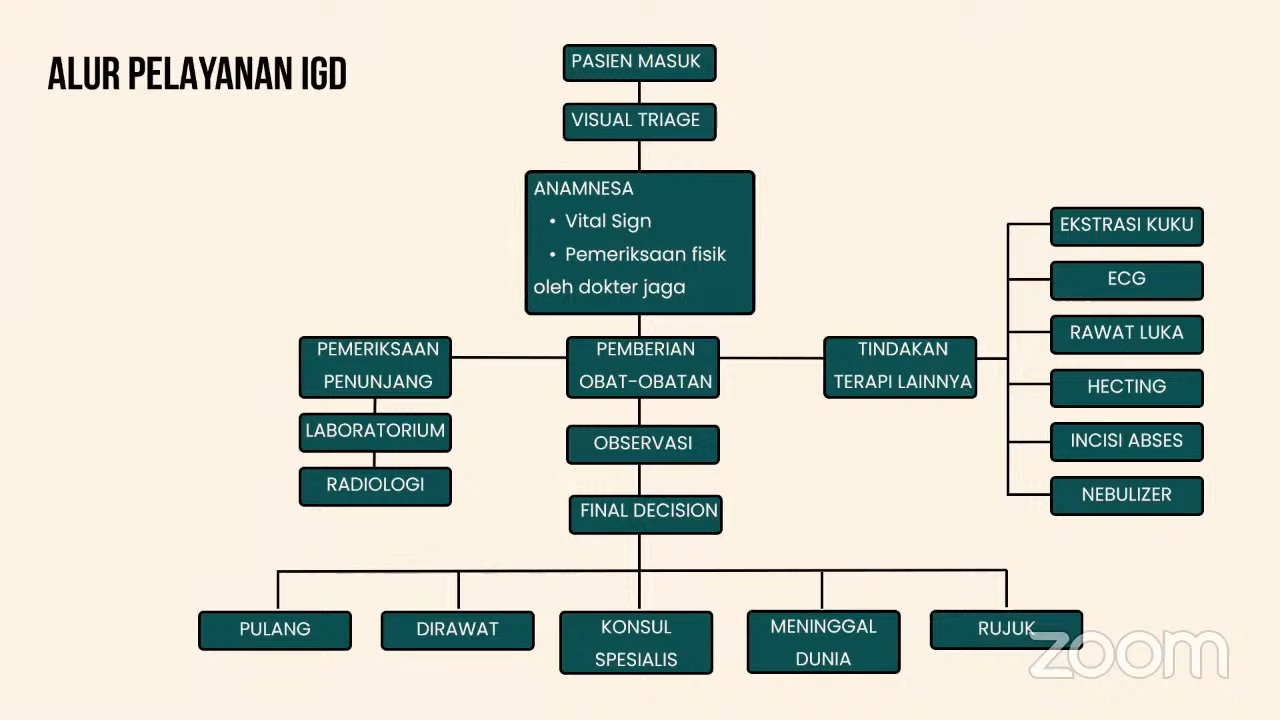 ALUR PELAYANAN IGD
PASIEN MASUK
VISUAL TRIAGE
ANAMNESA
• Vital Sign
• Pemeriksaan fisik
oleh dokter jaga
PEMERIKSAAN
PENUNJANG
LABORATORIUM
RADIOLOGI
PEMBERIAN
OBAT-OBATAN
OBSERVASI
FINAL DECISION
TINDAKAN
TERAPI LAINNYA
EKSTRASI KUKU
ECG
RAWAT LUKA
HECTING
INCISI ABSES
NEBULIZER
PULANG
DIRAWAT
KONSUL
SPESIALIS
MENINGGAL
DUNIA
RUJUK
zoom